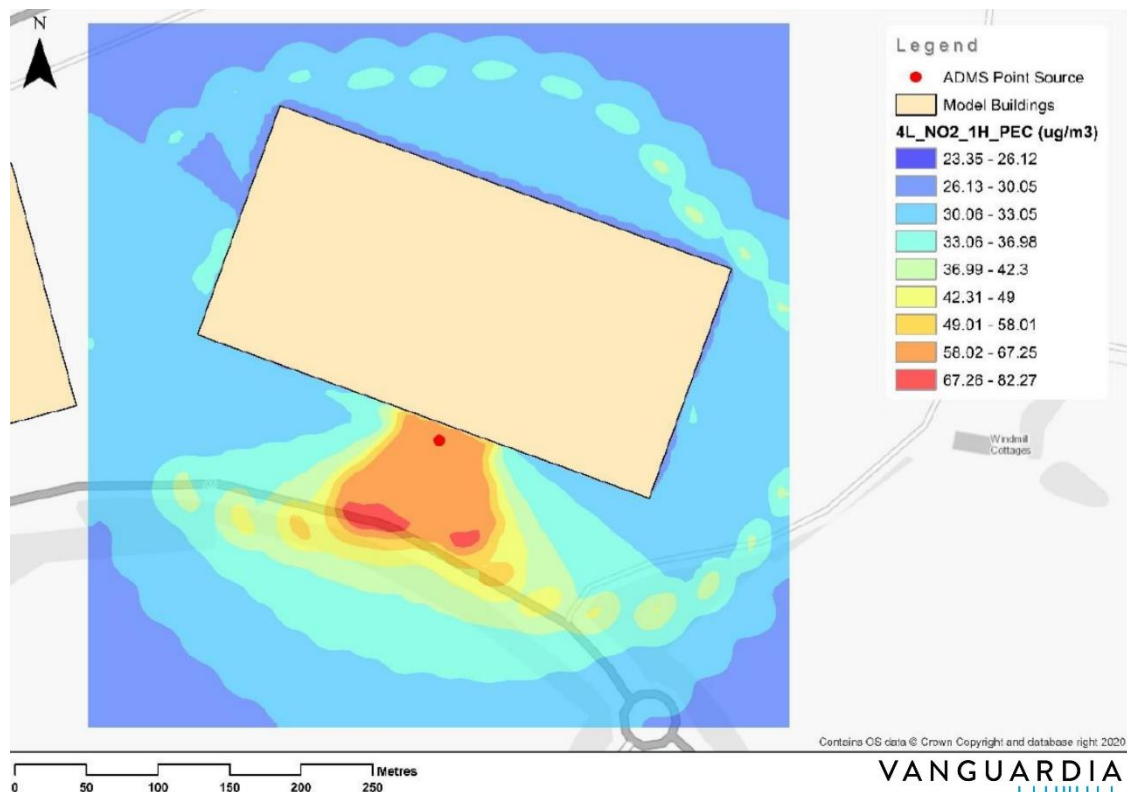 N
Legend
ADMS Point Source
Model Buildings
4L_NO2_1H_PEC (ug/m3)
23.35 - 26.12
26.13 - 30.05
30.06 - 33.05
33.06 - 36.98
36.99 - 42.3
42.31 - 49
49.01 - 58.01
58.02 - 67.25
67.26 - 82.27
Windmill
Cottages
Contains OS data © Crown Copyright and database right 2020
Metres
0 50 100 150 200 250
VANGUARDIA